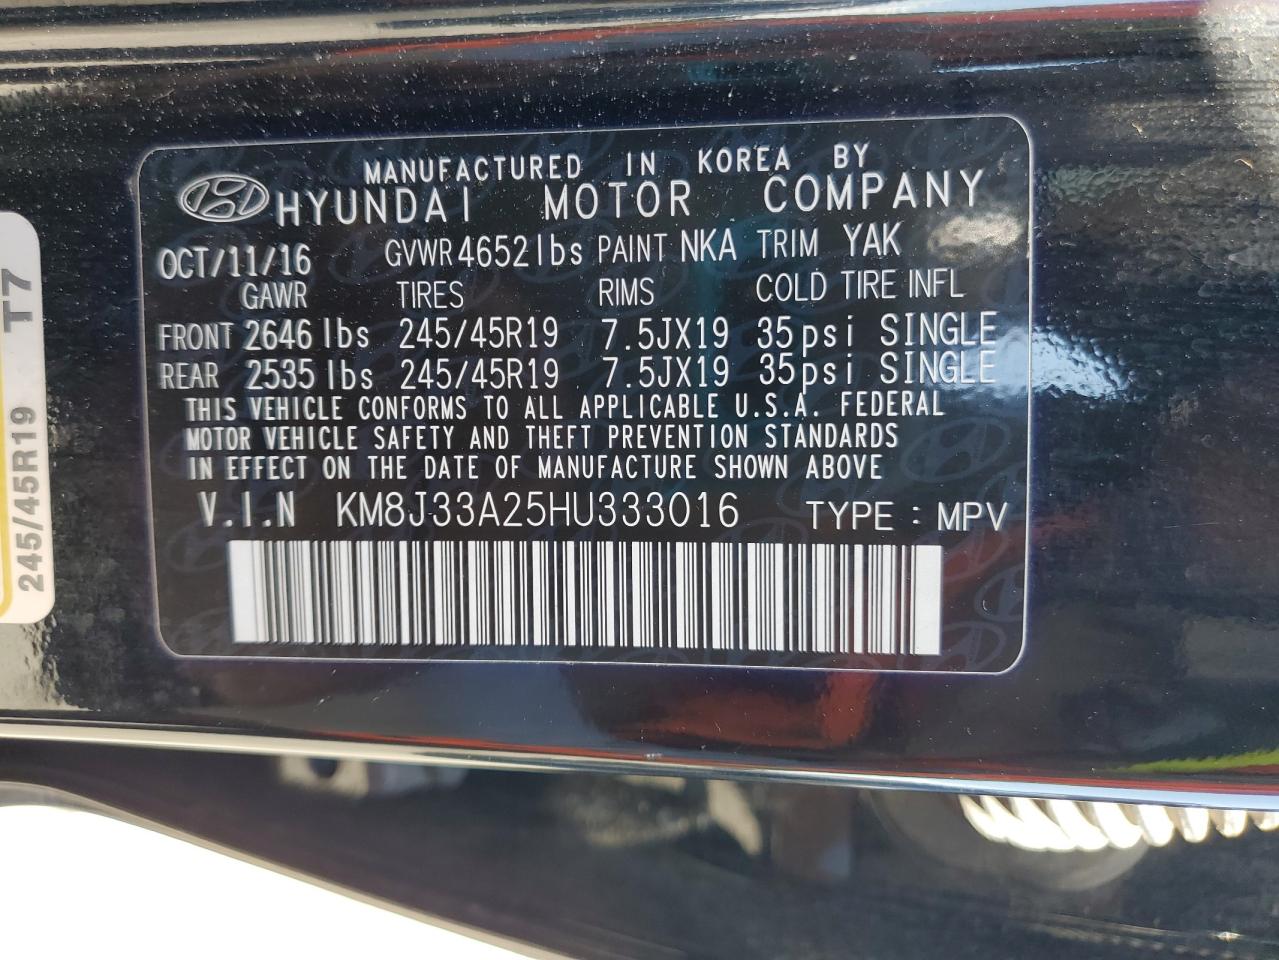 MANUFACTURED IN KOREA BY
HYUNDAI MOTOR COMPANY
OCT/11/16 GVWR 4652lbs PAINT NKA TRIM YAK
GAWR TIRES RIMS COLD TIRE INFL
FRONT 2646 lbs 245/45R19 7.5JX19 35psi SINGLE
REAR 2535 lbs 245/45R19 7.5JX19 35psi SINGLE
THIS VEHICLE CONFORMS TO ALL APPLICABLE U.S.A. FEDERAL
MOTOR VEHICLE SAFETY AND THEFT PREVENTION STANDARDS
IN EFFECT ON THE DATE OF MANUFACTURE SHOWN ABOVE
V.I.N KM8J33A25HU333016 TYPE : MPV
245/45R19 T7